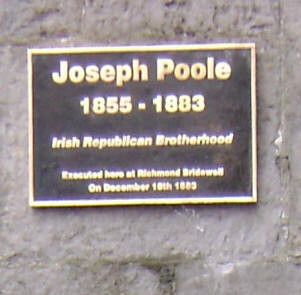 Joseph Poole
1855 - 1883
Irish Republican Brotherhood
Executed here at Richmond Bridewell
On December 18th 1883